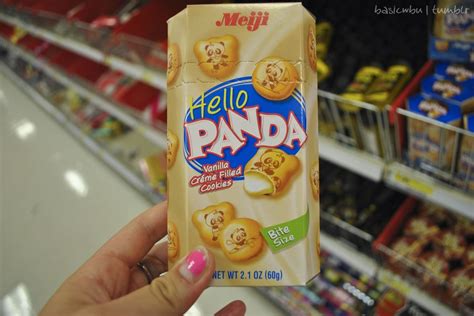 basicwbu | tumblr
Meiji
Hello
PANDA
Vanilla
Crème Filled
Cookies
Bite
Size
NET WT 2.1 OZ (60g)